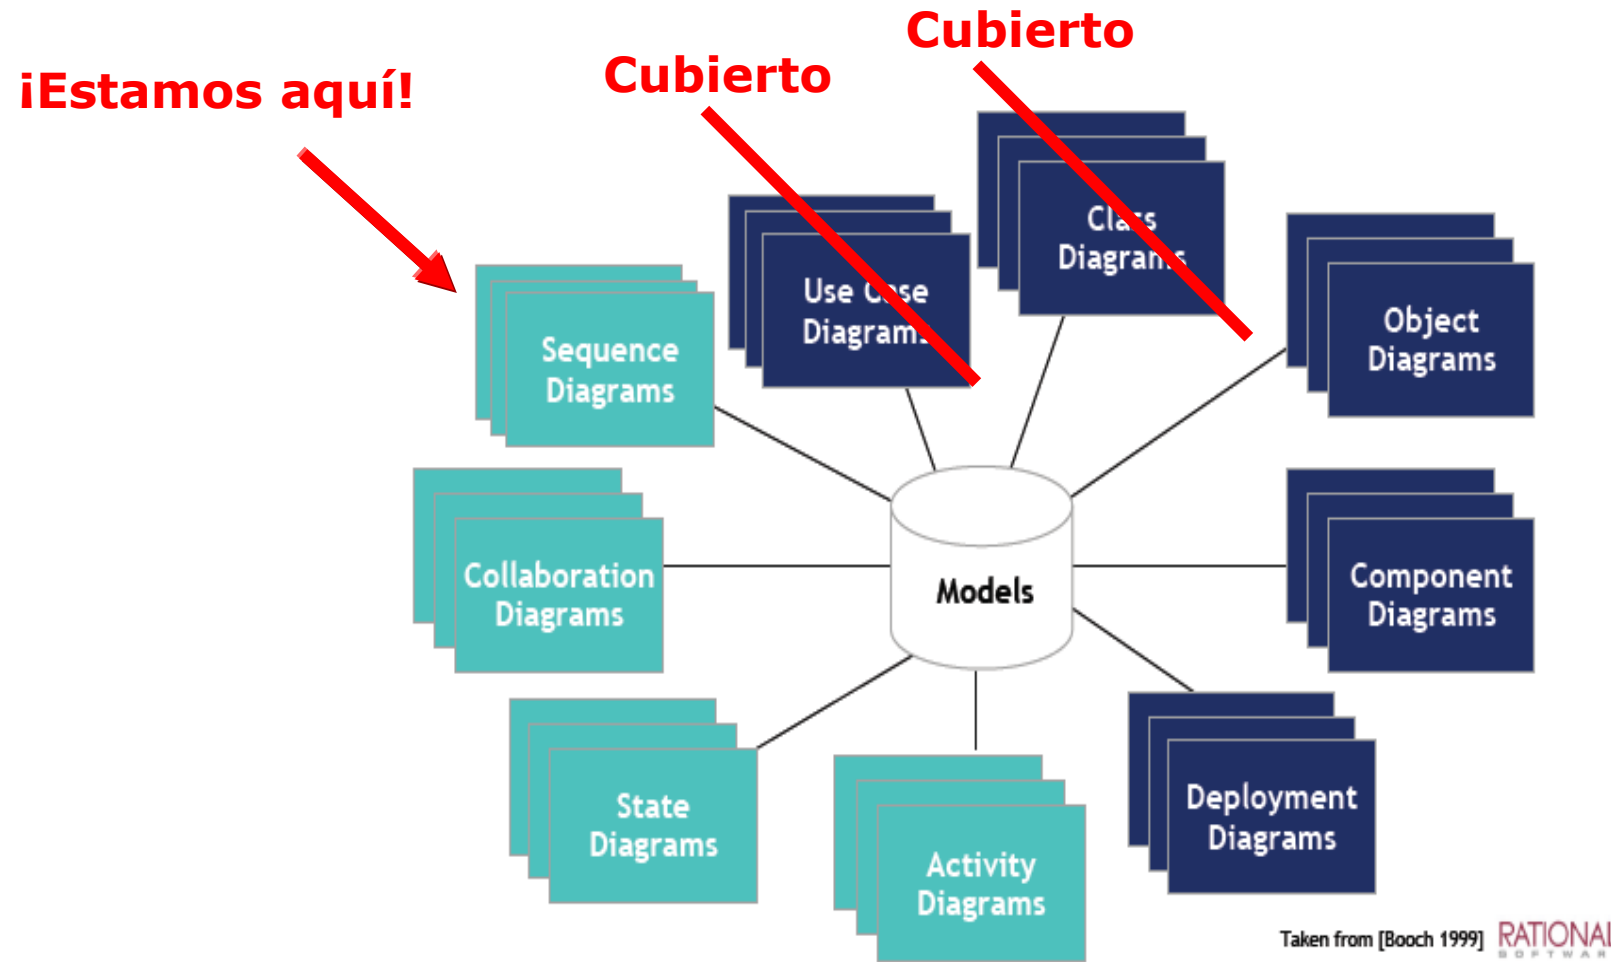 Cubierto
Cubierto
¡Estamos aquí!
Class
Diagrams
Use Case
Diagrams
Object
Diagrams
Sequence
Diagrams
Collaboration
Diagrams
Models
Component
Diagrams
State
Diagrams
Activity
Diagrams
Deployment
Diagrams
Taken from [Booch 1999]
RATIONAL
SOFTWAR